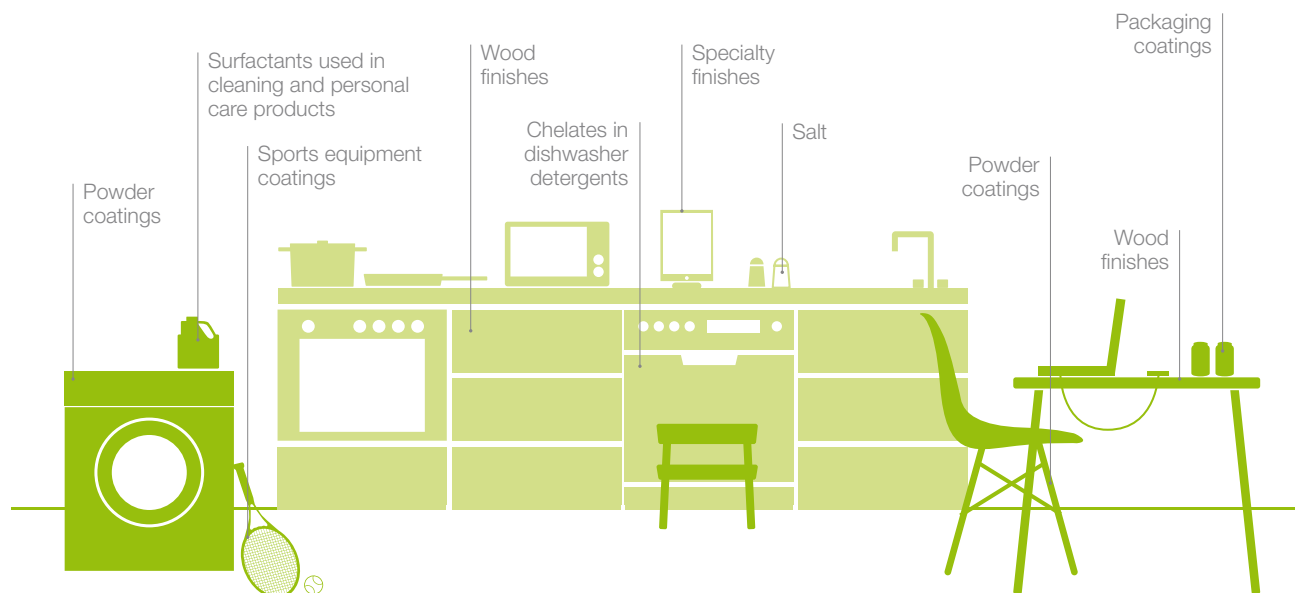 Powder
coatings
Surfactants used in
cleaning and personal
care products
Sports equipment
coatings
Wood
finishes
Chelates in
dishwasher
detergents
Specialty
finishes
Salt
Powder
coatings
Packaging
coatings
Wood
finishes